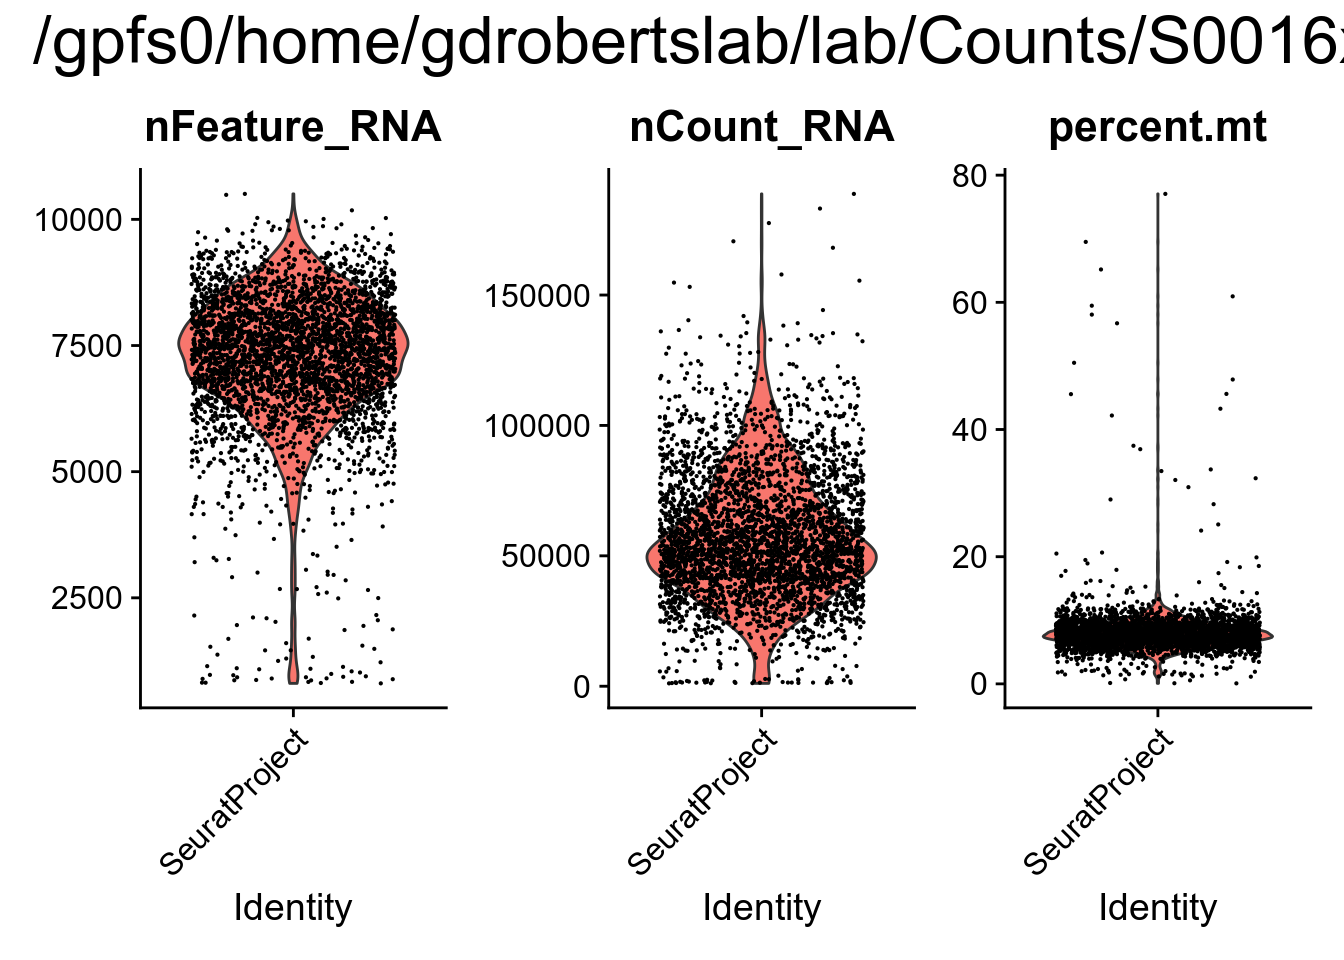 /gpfs0/home/gdrobertslab/lab/Counts/S0016x
nFeature_RNA
10000
7500
5000
2500
SeuratProject
Identity
nCount_RNA
150000
100000
50000
0
SeuratProject
Identity
percent.mt
80
60
40
20
0
SeuratProject
Identity